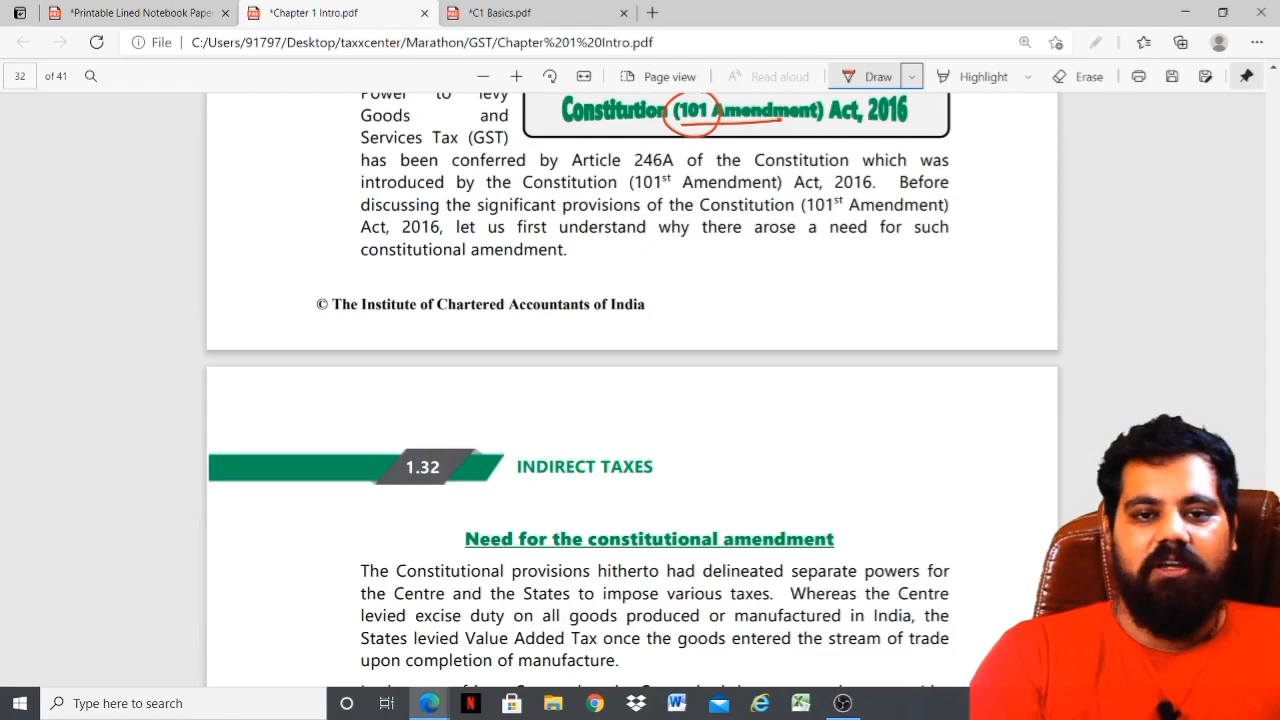 *Printable Lined Notebook Pape
*Chapter 1 Intro.pdf
*C1 Basics.pdf
File
C:/Users/91797/Desktop/taxxcenter/Marathon/GST/Chapter%201%20Intro.pdf
32 of 41
Page view
Read aloud
Draw
Highlight
Erase
Power to levy
Goods and
Services Tax (GST)
Constitution (101 Amendment) Act, 2016
has been conferred by Article 246A of the Constitution which was
introduced by the Constitution (101st Amendment) Act, 2016. Before
discussing the significant provisions of the Constitution (101st Amendment)
Act, 2016, let us first understand why there arose a need for such
constitutional amendment.
© The Institute of Chartered Accountants of India
1.32
INDIRECT TAXES
Need for the constitutional amendment
The Constitutional provisions hitherto had delineated separate powers for
the Centre and the States to impose various taxes. Whereas the Centre
levied excise duty on all goods produced or manufactured in India, the
States levied Value Added Tax once the goods entered the stream of trade
upon completion of manufacture.
Type here to search